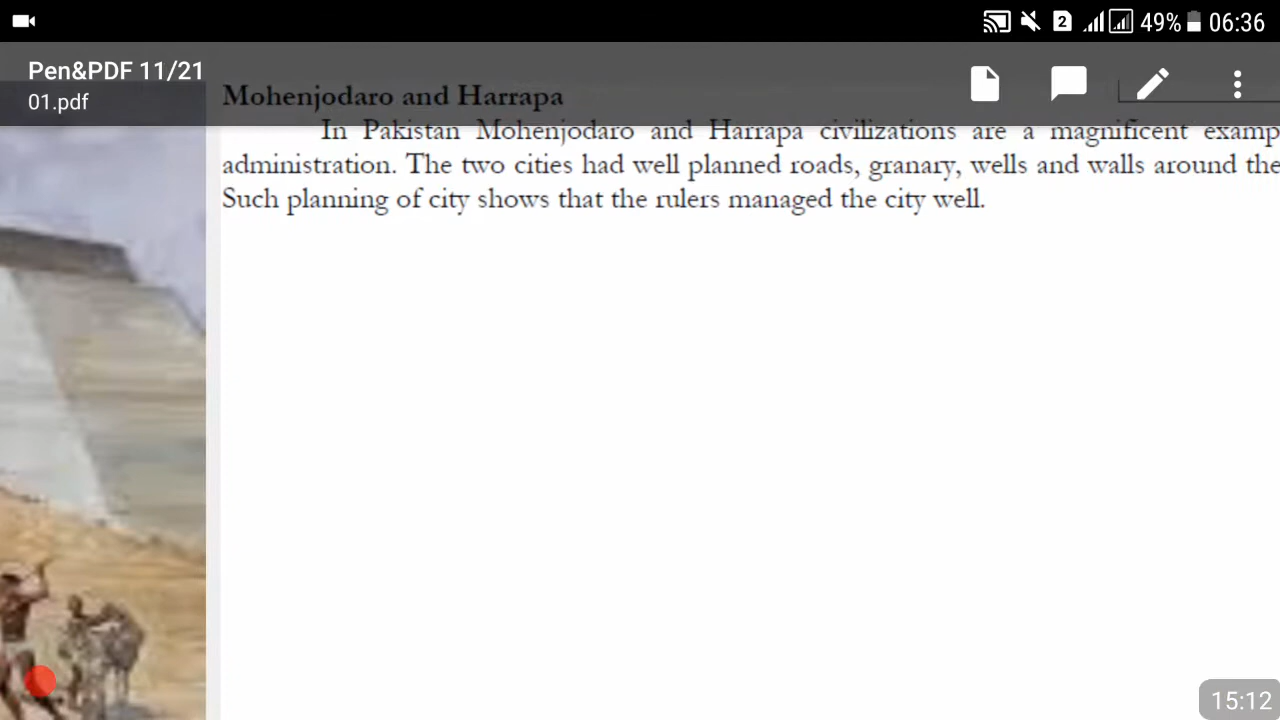 2 49% 06:36
Pen&PDF 11/21
01.pdf
Mohenjodaro and Harrapa
In Pakistan Mohenjodaro and Harrapa civilizations are a magnificent examp
administration. The two cities had well planned roads, granary, wells and walls around the
Such planning of city shows that the rulers managed the city well.
15:12